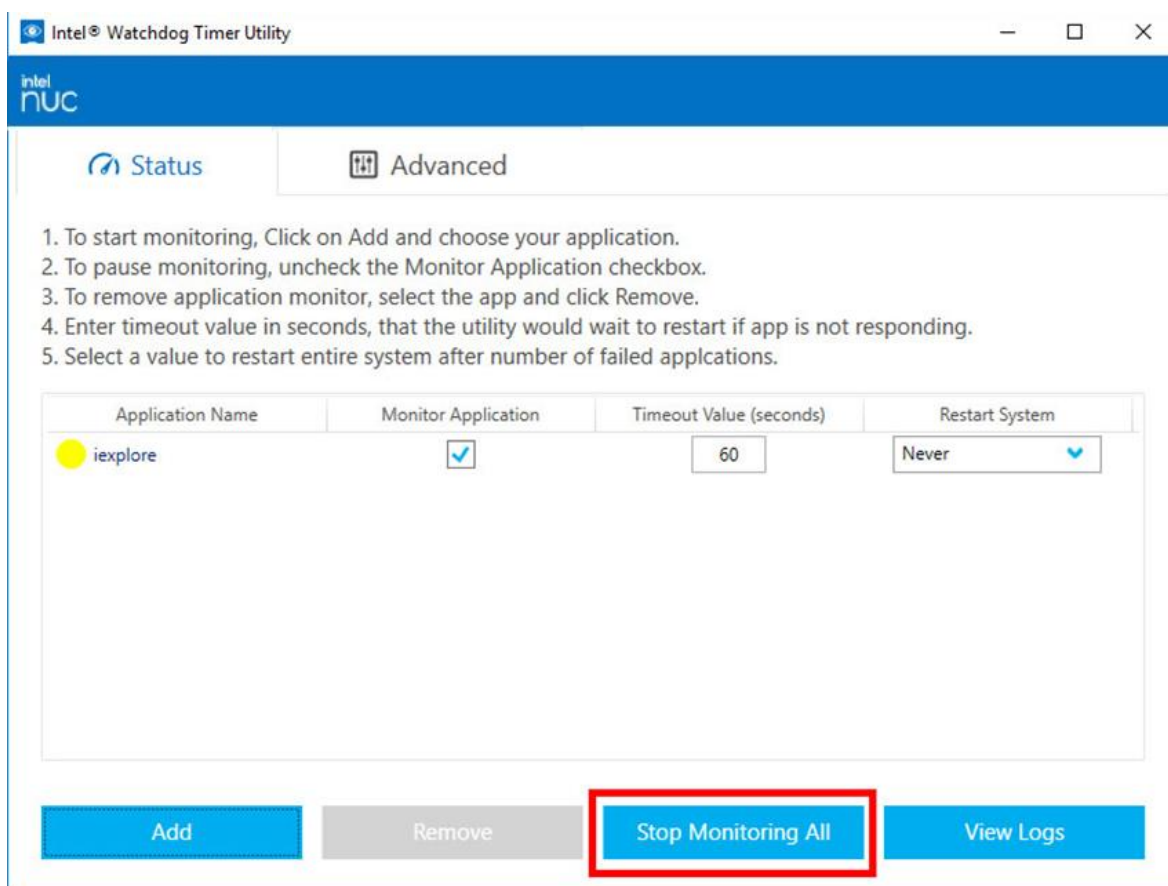 Intel® Watchdog Timer Utility
intel
nuc
Status
Advanced
1. To start monitoring, Click on Add and choose your application.
2. To pause monitoring, uncheck the Monitor Application checkbox.
3. To remove application monitor, select the app and click Remove.
4. Enter timeout value in seconds, that the utility would wait to restart if app is not responding.
5. Select a value to restart entire system after number of failed applcations.
Application Name Monitor Application Timeout Value (seconds) Restart System
iexplore 60 Never
Add Remove Stop Monitoring All View Logs